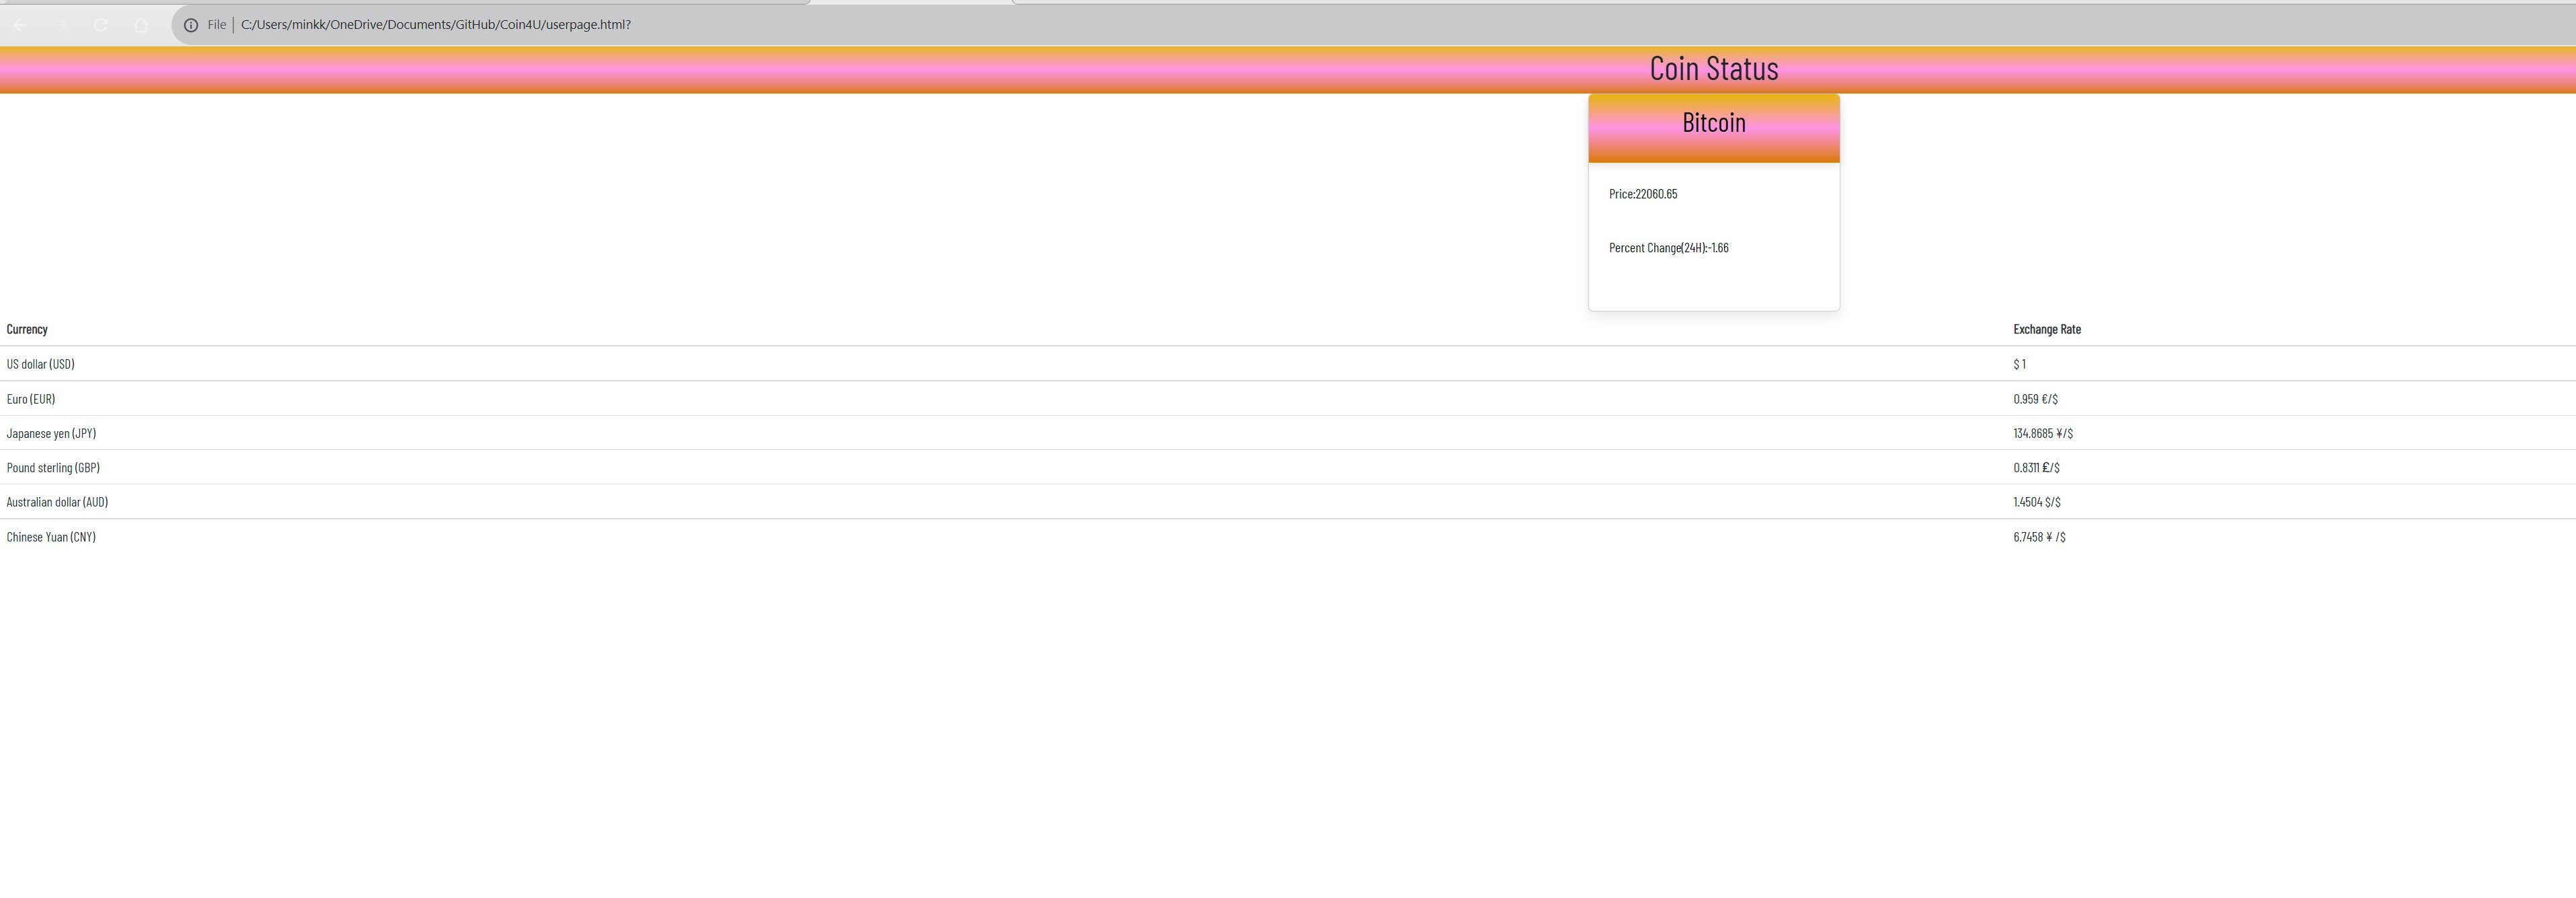 File | C:/Users/minkk/OneDrive/Documents/GitHub/Coin4U/userpage.html?
Coin Status
Bitcoin
Price:22060.65
Percent Change(24H):-1.66
Currency Exchange Rate
US dollar (USD) $ 1
Euro (EUR) 0.959 €/$
Japanese yen (JPY) 134.8685 ¥/$
Pound sterling (GBP) 0.8311 £/$
Australian dollar (AUD) 1.4504 $/$
Chinese Yuan (CNY) 6.7458 ¥ /$